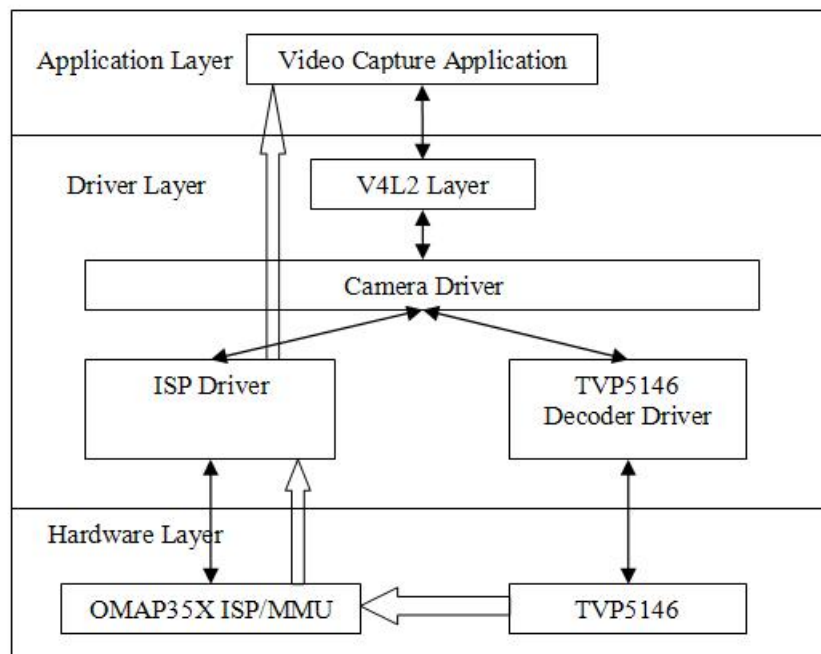 Application Layer
Video Capture Application
Driver Layer
V4L2 Layer
Camera Driver
ISP Driver
TVP5146
Decoder Driver
Hardware Layer
OMAP35X ISP/MMU
TVP5146